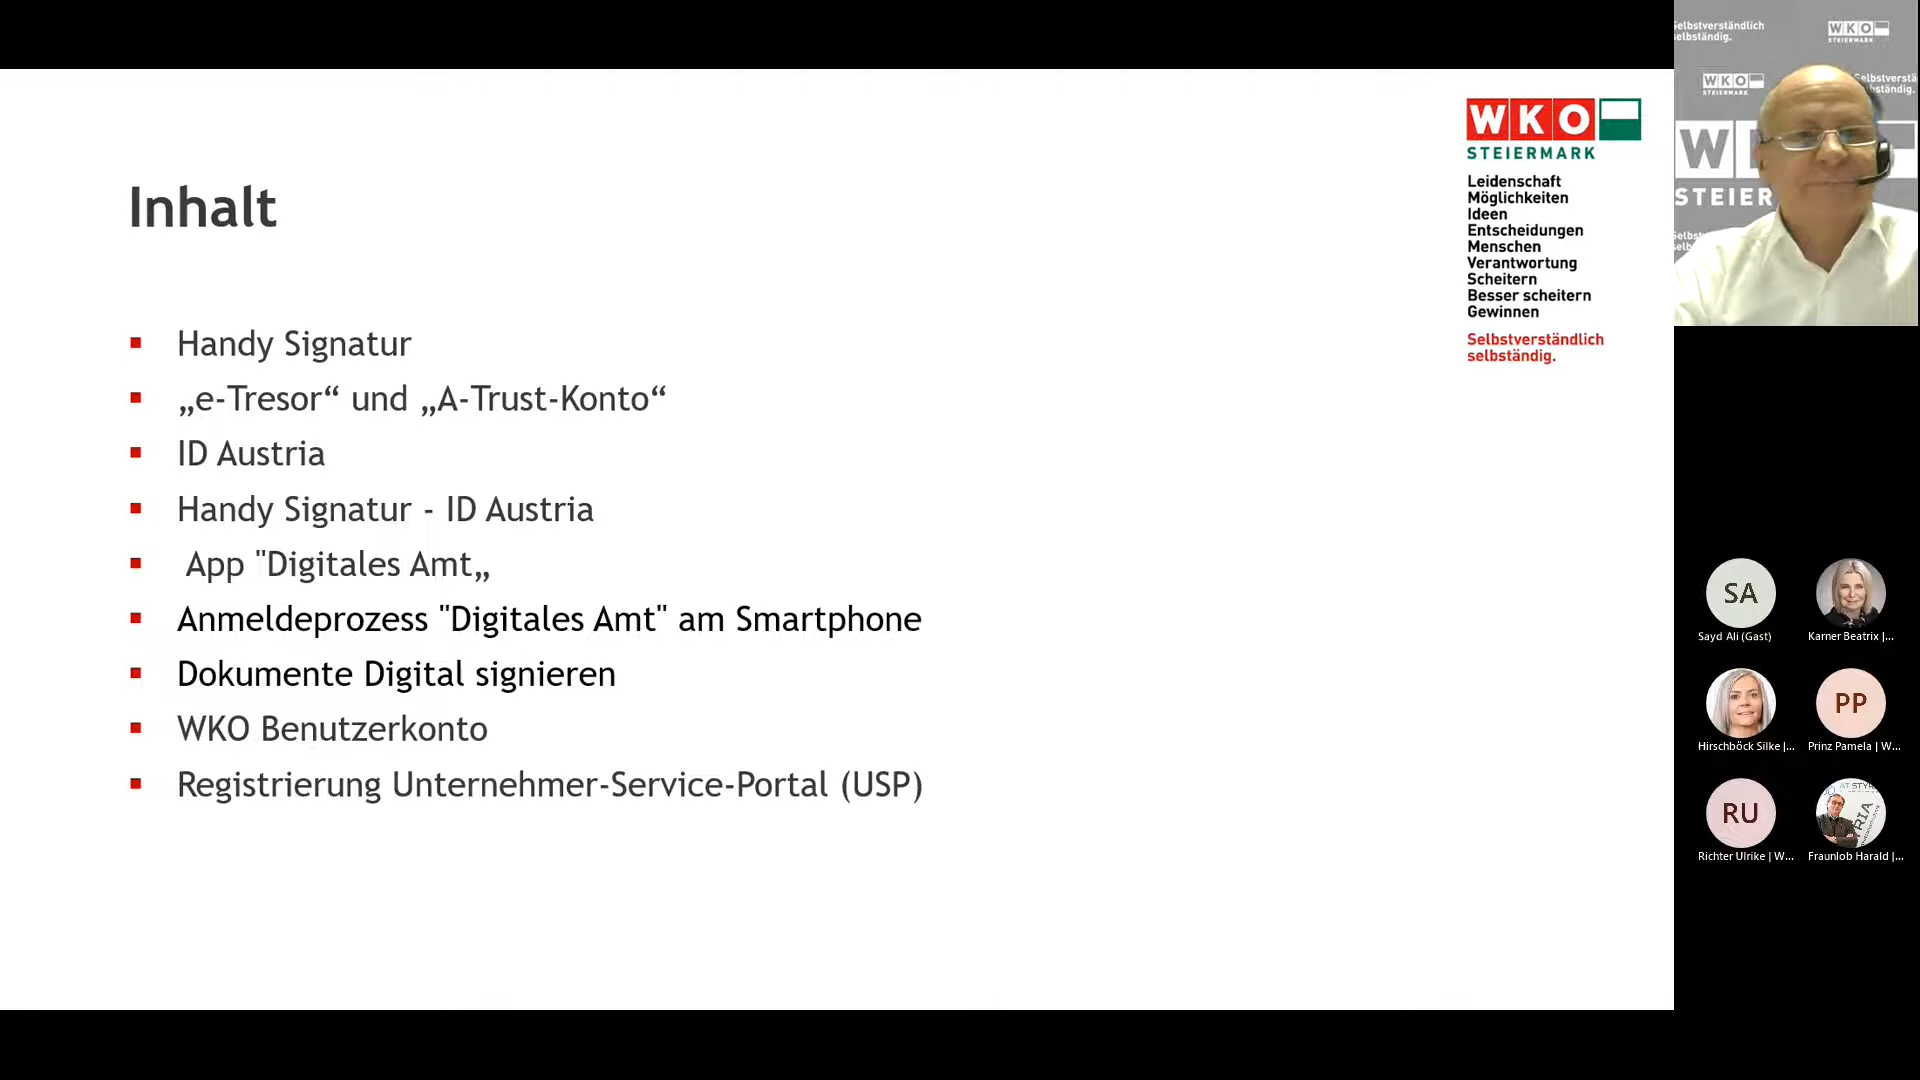 Inhalt
Handy Signatur
„e-Tresor“ und „A-Trust-Konto“
ID Austria
Handy Signatur - ID Austria
App "Digitales Amt„
Anmeldeprozess "Digitales Amt" am Smartphone
Dokumente Digital signieren
WKO Benutzerkonto
Registrierung Unternehmer-Service-Portal (USP)
WKO
STEIERMARK
Leidenschaft
Möglichkeiten
Ideen
Entscheidungen
Menschen
Verantwortung
Scheitern
Besser scheitern
Gewinnen
Selbstverständlich
selbständig.
Selbstverständlich
selbständig.
WKO
STEIERMARK
WKO
STEIERMARK
Selbstverstä
bständig.
W
STEIER
SA
Sayd Ali (Gast)
Karner Beatrix |...
Hirschböck Silke |...
PP
Prinz Pamela | W...
RU
Richter Ulrike | W...
Fraunlob Harald |...